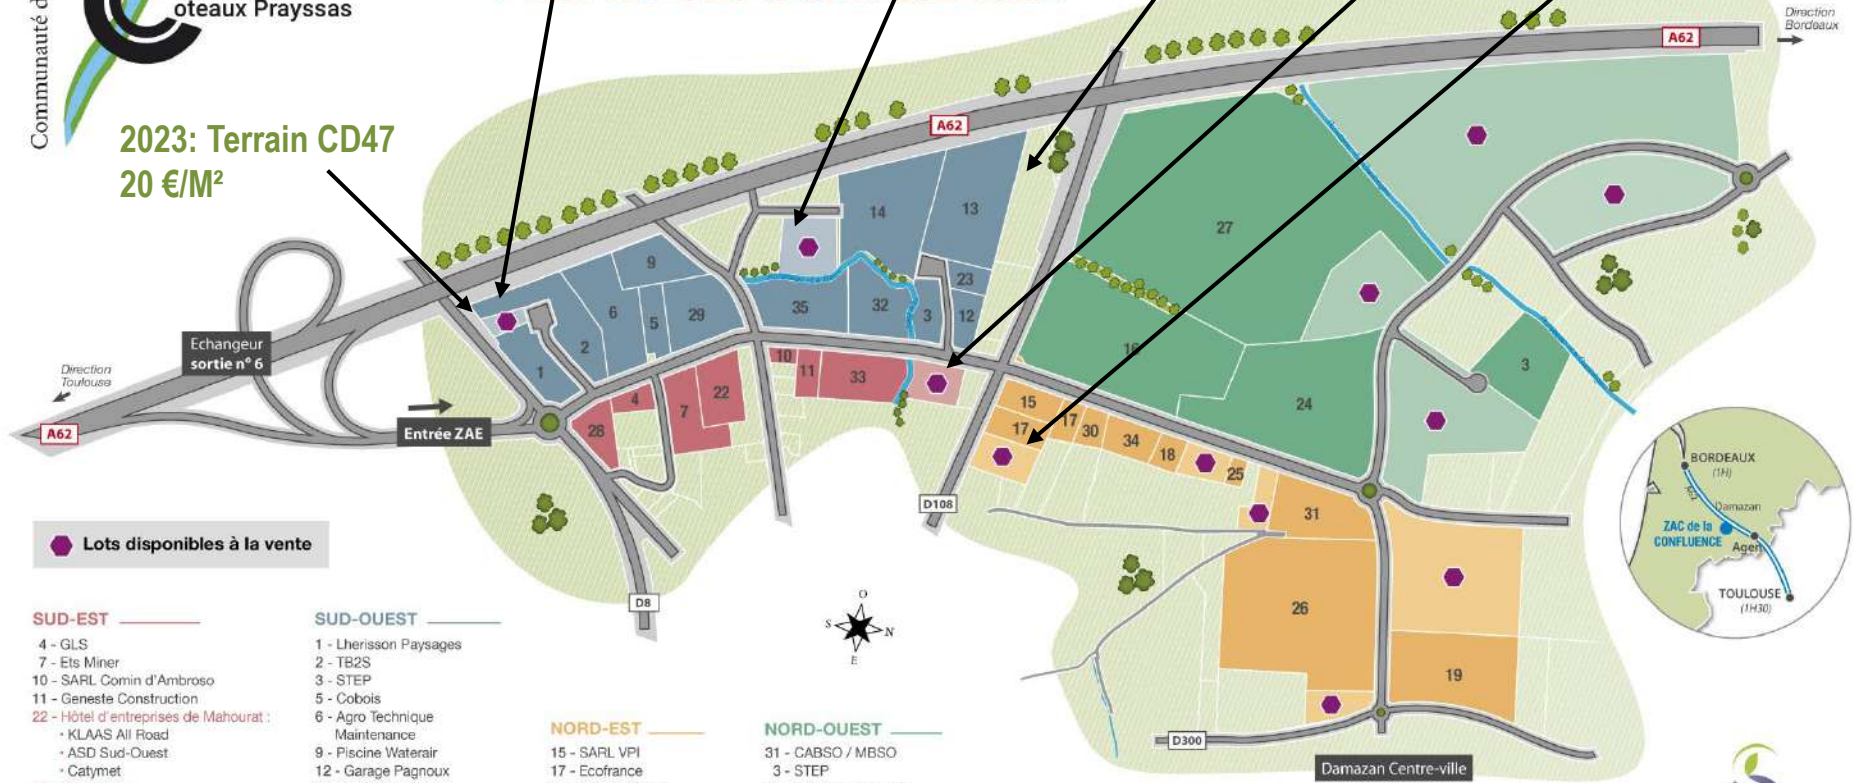 Communauté d
oteaux Prayssas
2023: Terrain CD47
20 €/M²
Direction
Bordeaux
A62
A62
14
13
27
9
6
5
29
35
32
3
23
12
2
1
16
24
3
Echangeur
sortie n° 6
Direction
Toulouse
A62
Entrée ZAE
10
11
33
4
7
22
28
15
17
17
30
34
18
25
31
26
19
D108
D8
D300
Damazan Centre-ville
O
S
N
E
BORDEAUX
(1H)
Damazan
ZAC de la
CONFLUENCE
Agen
TOULOUSE
(1H30)
Lots disponibles à la vente
SUD-EST
4 - GLS
7 - Ets Miner
10 - SARL Comin d'Ambroso
11 - Geneste Construction
22 - Hôtel d'entreprises de Mahourat :
· KLAAS All Road
· ASD Sud-Ouest
· Catymet
SUD-OUEST
1 - Lherisson Paysages
2 - TB2S
3 - STEP
5 - Cobois
6 - Agro Technique
Maintenance
9 - Piscine Waterair
12 - Garage Pagnoux
NORD-EST
15 - SARL VPI
17 - Ecofrance
NORD-OUEST
31 - CABSO / MBSO
3 - STEP